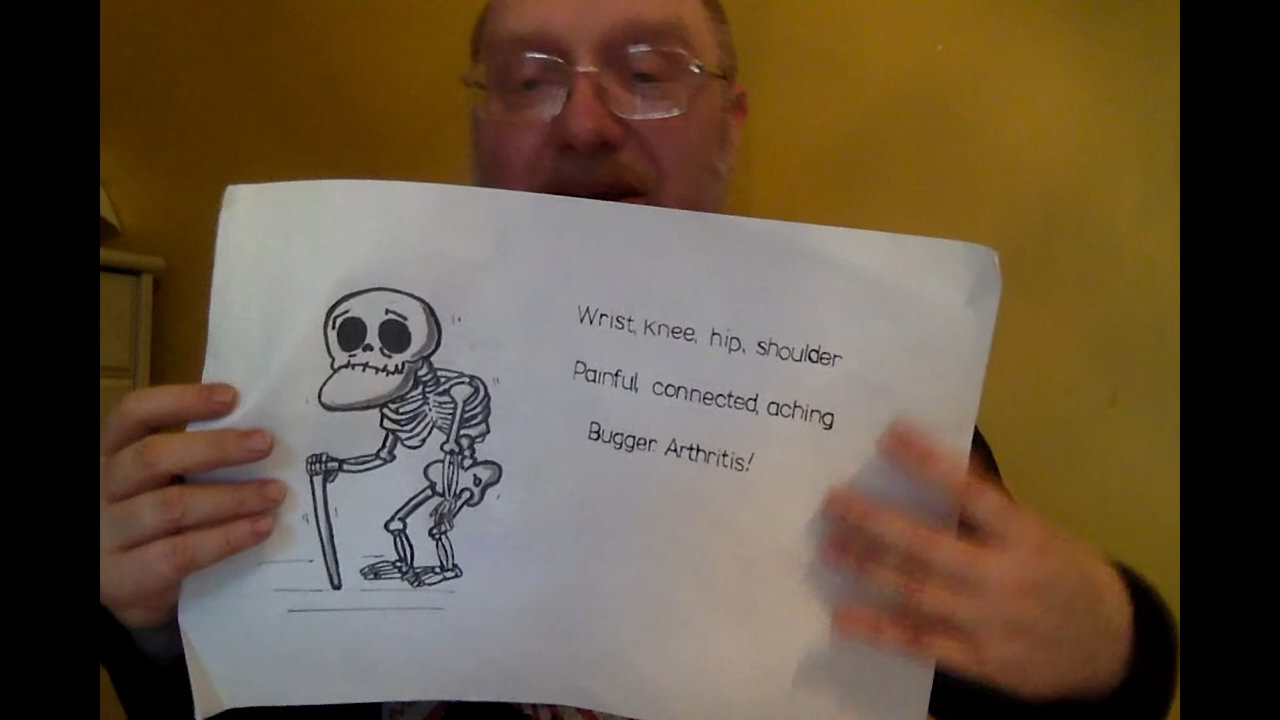 Wrist, Knee, hip, shoulder
Painful, connected, aching
Bugger Arthritis!